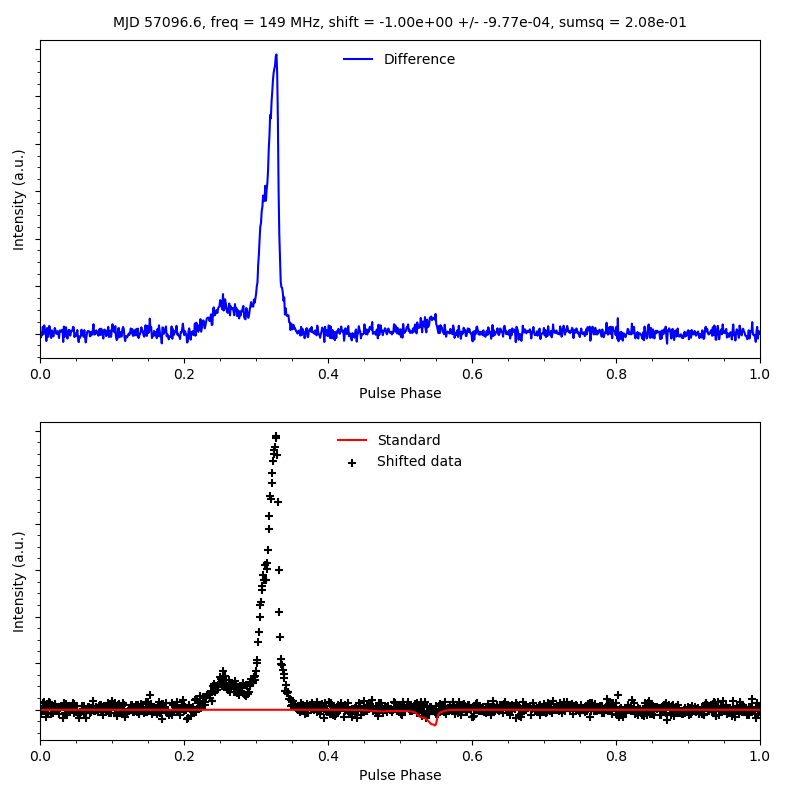 MJD 57096.6, freq = 149 MHz, shift = -1.00e+00 +/- -9.77e-04, sumsq = 2.08e-01
Difference
Intensity (a.u.)
0.0 0.2 0.4 0.6 0.8 1.0
Pulse Phase
Standard
Shifted data
Intensity (a.u.)
0.0 0.2 0.4 0.6 0.8 1.0
Pulse Phase